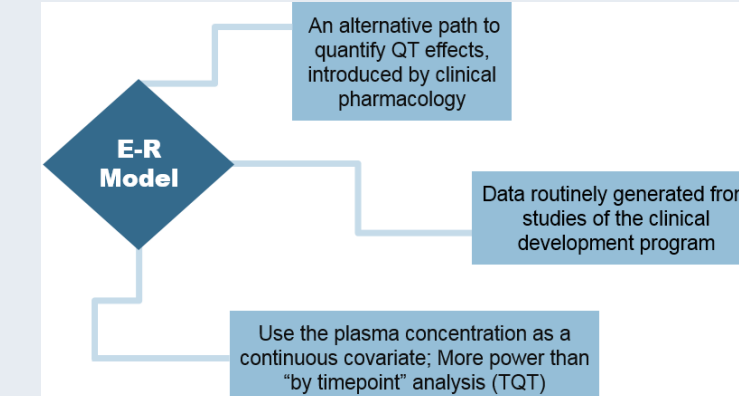 An alternative path to
quantify QT effects,
introduced by clinical
pharmacology
E-R
Model
Data routinely generated from
studies of the clinical
development program
Use the plasma concentration as a
continuous covariate; More power than
“by timepoint” analysis (TQT)